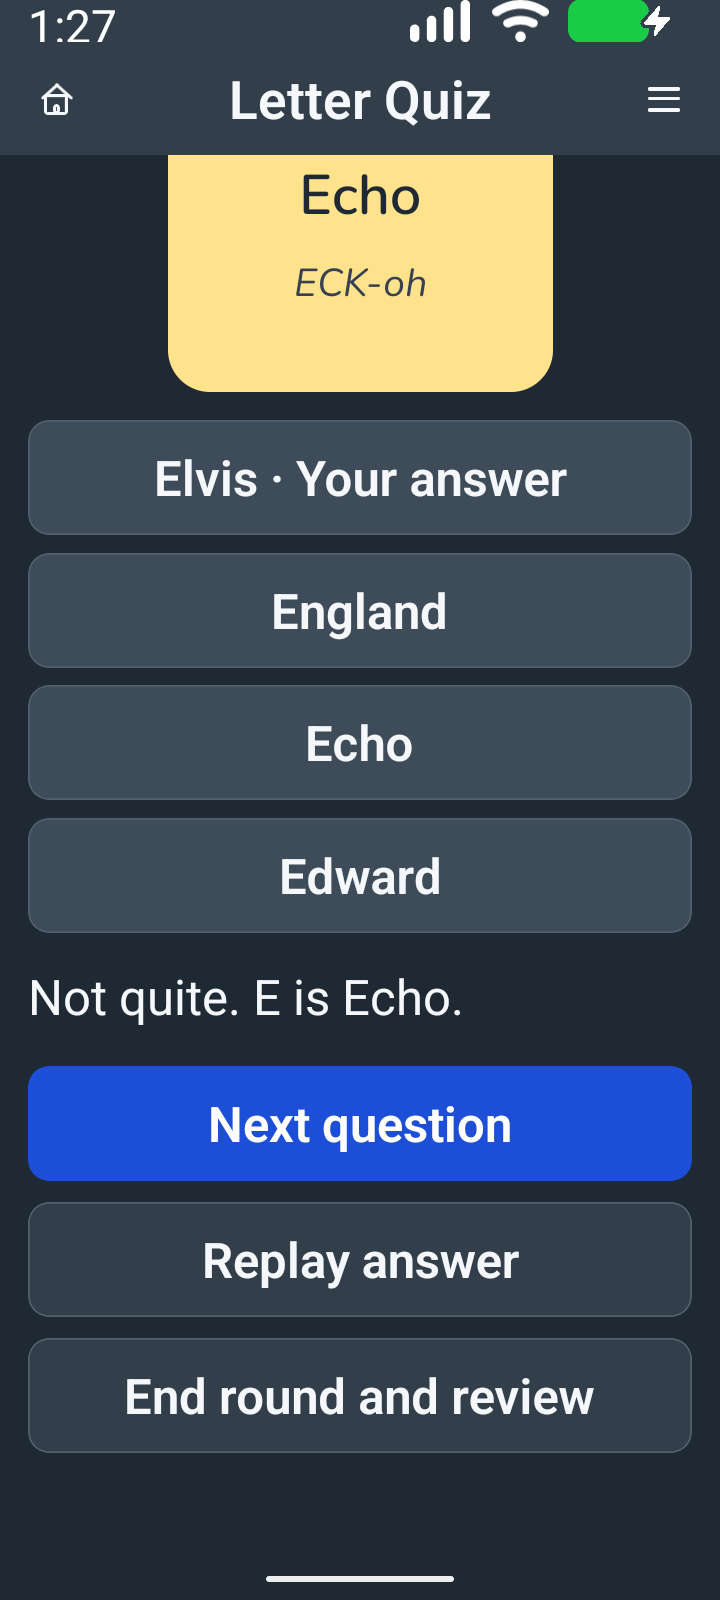 1:27
Letter Quiz
Echo
ECK-oh
Elvis · Your answer
England
Echo
Edward
Not quite. E is Echo.
Next question
Replay answer
End round and review